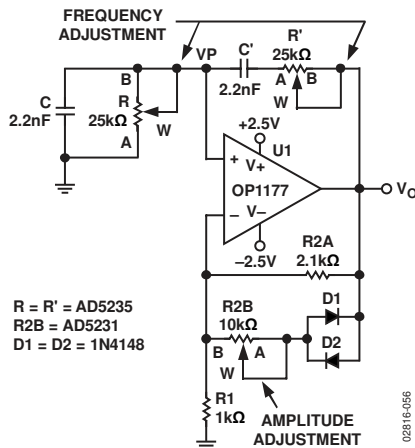 FREQUENCY
ADJUSTMENT
VP
C'
2.2nF
R'
25kΩ
A B
W
C
2.2nF
B
R
25kΩ
A
W
+2.5V
U1
+ V+
OP1177
– V–
–2.5V
VO
R2A
2.1kΩ
D1
R2B
10kΩ
B A
W
D2
R = R' = AD5235
R2B = AD5231
D1 = D2 = 1N4148
R1
1kΩ
AMPLITUDE
ADJUSTMENT
02816-056